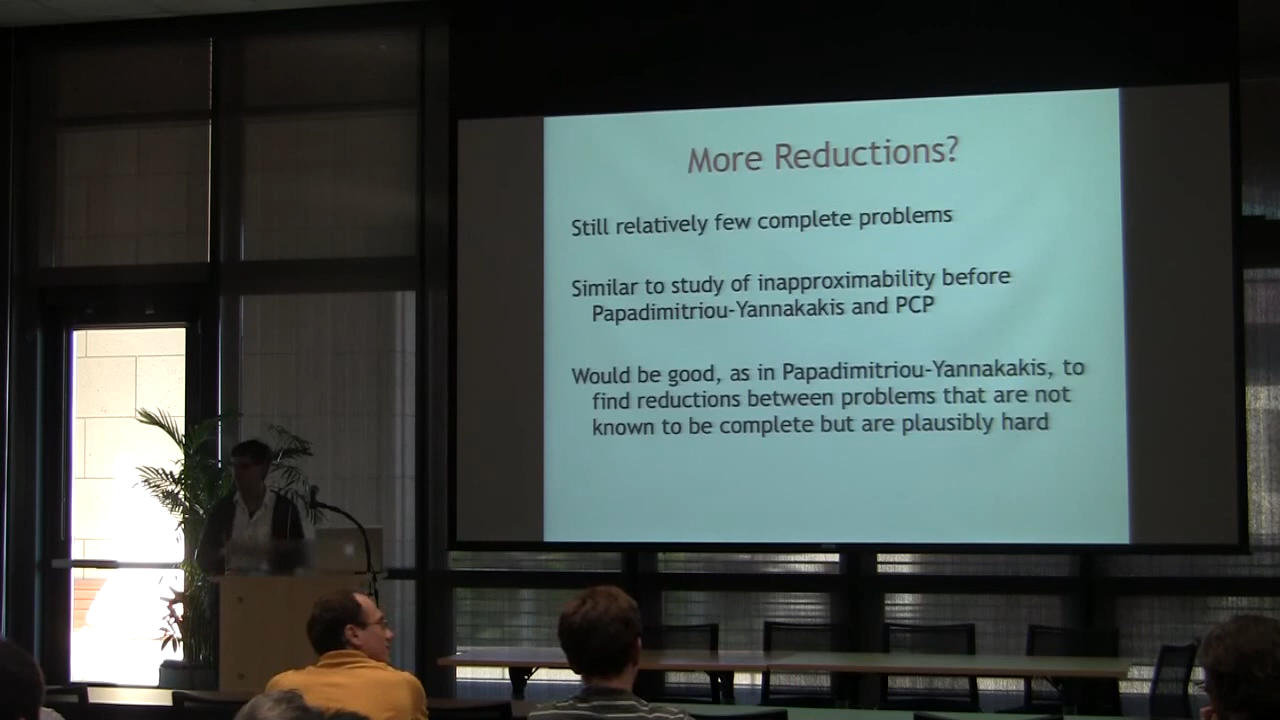 More Reductions?
Still relatively few complete problems
Similar to study of inapproximability before
Papadimitriou-Yannakakis and PCP
Would be good, as in Papadimitriou-Yannakakis, to
find reductions between problems that are not
known to be complete but are plausibly hard